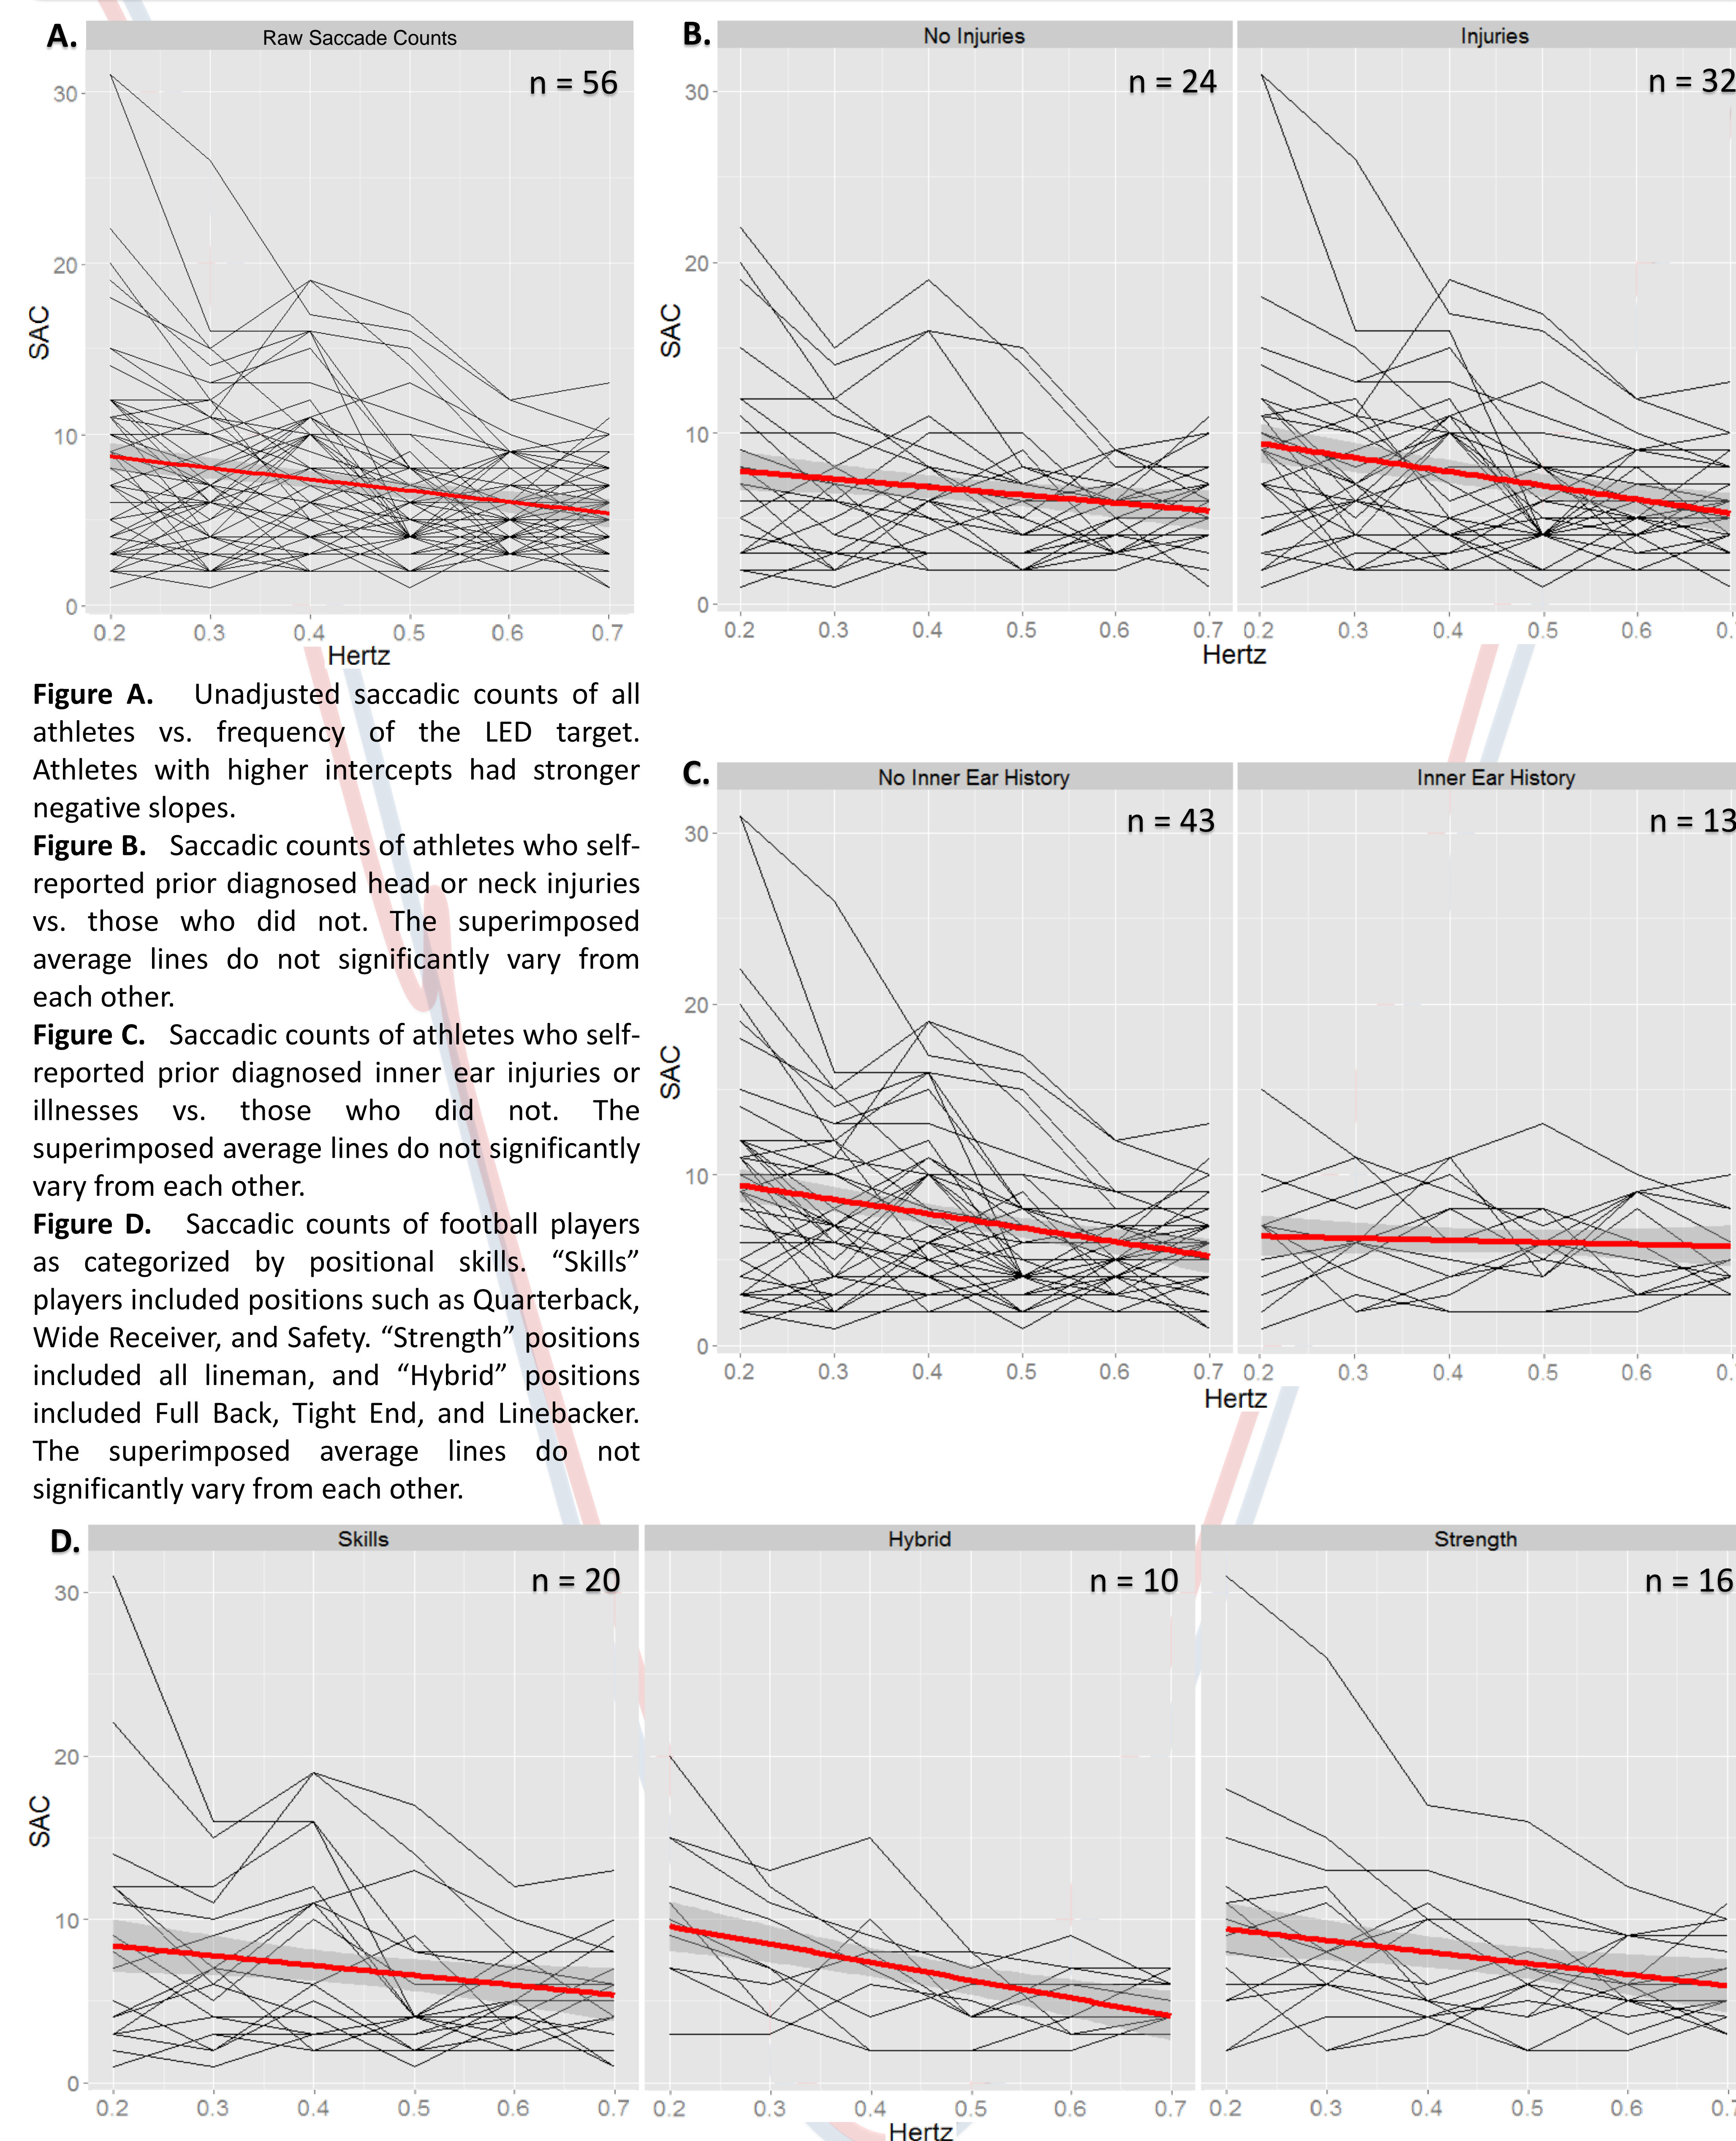 A.
Raw Saccade Counts
n = 56
30
20
10
0
SAC
0.2 0.3 0.4 0.5 0.6 0.7
Hertz
B.
No Injuries
Injuries
n = 24
n = 32
30
20
10
0
SAC
0.2 0.3 0.4 0.5 0.6 0.7
0.2 0.3 0.4 0.5 0.6 0.
Hertz
Figure A. Unadjusted saccadic counts of all
athletes vs. frequency of the LED target.
Athletes with higher intercepts had stronger
negative slopes.
Figure B. Saccadic counts of athletes who self-
reported prior diagnosed head or neck injuries
vs. those who did not. The superimposed
average lines do not significantly vary from
each other.
Figure C. Saccadic counts of athletes who self-
reported prior diagnosed inner ear injuries or
illnesses vs. those who did not. The
superimposed average lines do not significantly
vary from each other.
Figure D. Saccadic counts of football players
as categorized by positional skills. “Skills”
players included positions such as Quarterback,
Wide Receiver, and Safety. “Strength” positions
included all lineman, and “Hybrid” positions
included Full Back, Tight End, and Linebacker.
The superimposed average lines do not
significantly vary from each other.
C.
No Inner Ear History
Inner Ear History
n = 43
n = 13
30
20
10
0
SAC
0.2 0.3 0.4 0.5 0.6 0.7
0.2 0.3 0.4 0.5 0.6 0.
Hertz
D.
Skills
Hybrid
Strength
n = 20
n = 10
n = 16
30
20
10
0
SAC
0.2 0.3 0.4 0.5 0.6 0.7
0.2 0.3 0.4 0.5 0.6 0.7
0.2 0.3 0.4 0.5 0.6 0.7
Hertz